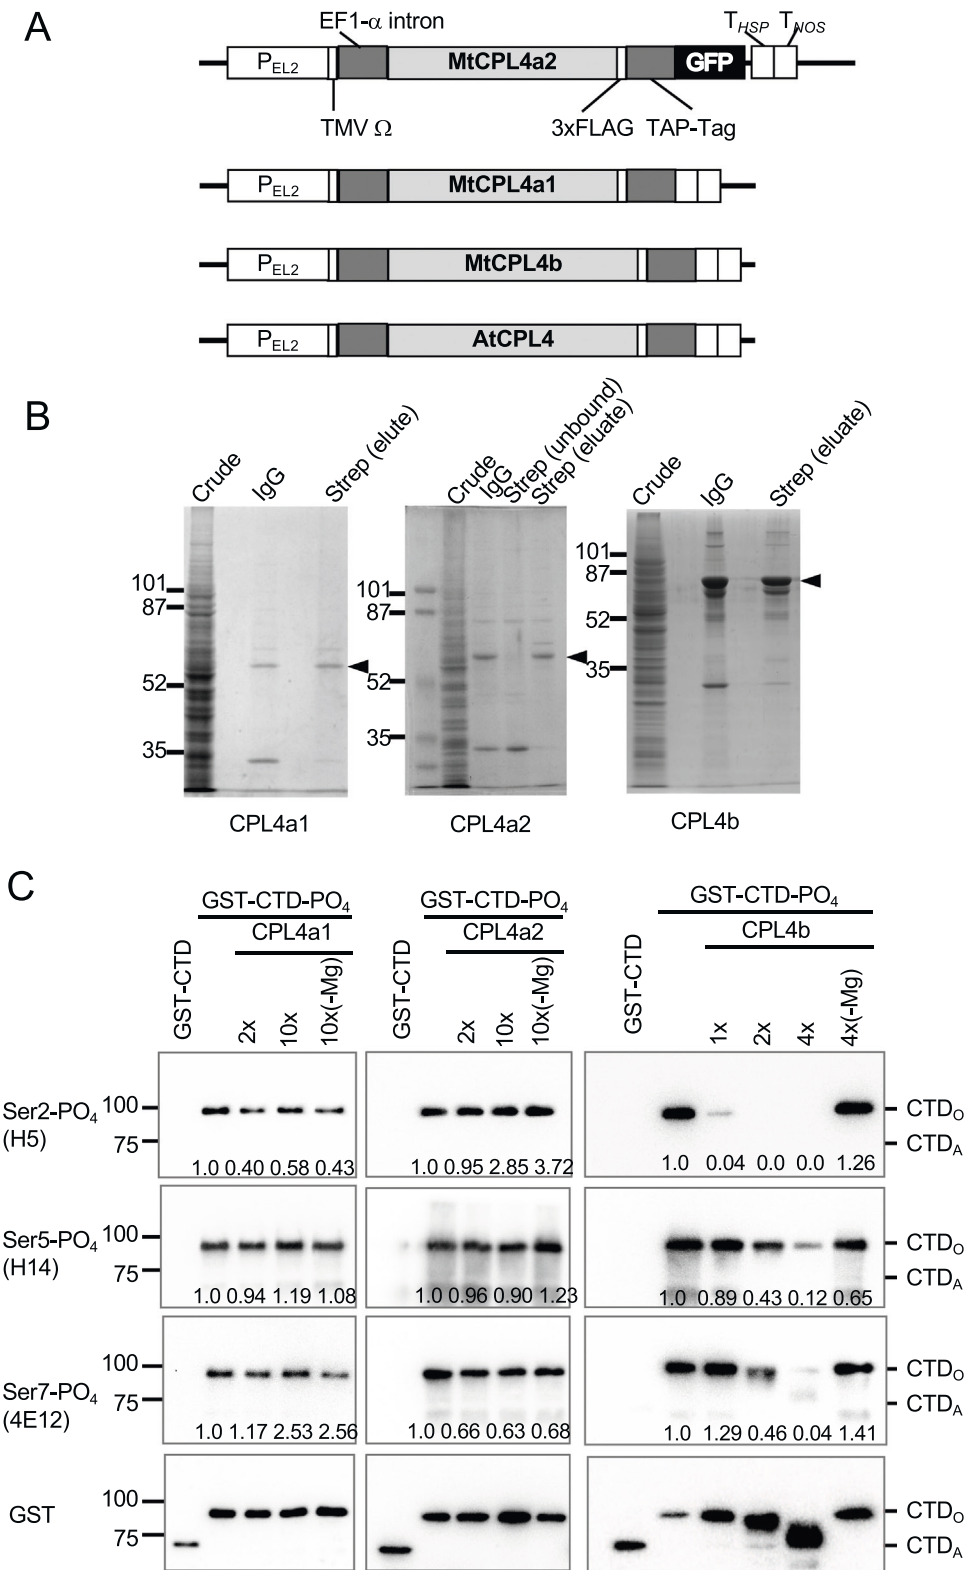 A
EF1-α intron
T_HSP T_NOS
P_EL2 MtCPL4a2 GFP
TMV Ω 3xFLAG TAP-Tag
P_EL2 MtCPL4a1
P_EL2 MtCPL4b
P_EL2 AtCPL4
B
Crude IgG Strep (elute)
101
87
52
35
CPL4a1
Crude IgG Strep (unbound) Strep (eluate)
101
87
52
35
CPL4a2
Crude IgG Strep (eluate)
101
87
52
35
CPL4b
C
GST-CTD-PO4 GST-CTD-PO4 GST-CTD-PO4
CPL4a1 CPL4a2 CPL4b
GST-CTD 2x 10x 10x(-Mg) GST-CTD 2x 10x 10x(-Mg) GST-CTD 1x 2x 4x 4x(-Mg)
Ser2-PO4
(H5)
100
75
1.0 0.40 0.58 0.43
1.0 0.95 2.85 3.72
1.0 0.04 0.0 0.0 1.26
CTD_O
CTD_A
Ser5-PO4
(H14)
100
75
1.0 0.94 1.19 1.08
1.0 0.96 0.90 1.23
1.0 0.89 0.43 0.12 0.65
CTD_O
CTD_A
Ser7-PO4
(4E12)
100
75
1.0 1.17 2.53 2.56
1.0 0.66 0.63 0.68
1.0 1.29 0.46 0.04 1.41
CTD_O
CTD_A
GST
100
75
CTD_O
CTD_A